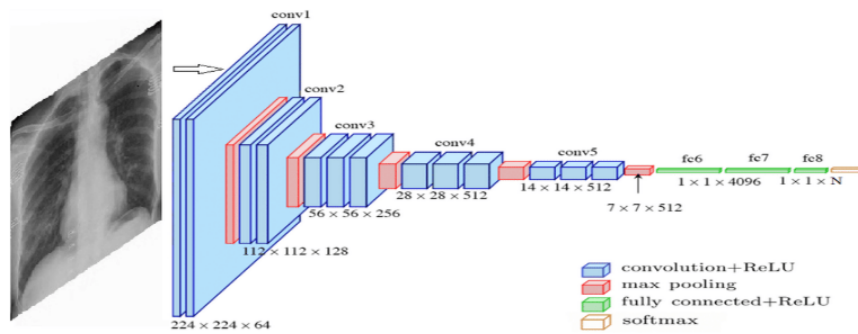 conv1
conv2
conv3
conv4
conv5
fc6
fc7
fc8
1 × 1 × 4096
1 × 1 × N
14 × 14 × 512
28 × 28 × 512
7 × 7 × 512
56 × 56 × 256
112 × 112 × 128
224 × 224 × 64
convolution+ReLU
max pooling
fully connected+ReLU
softmax